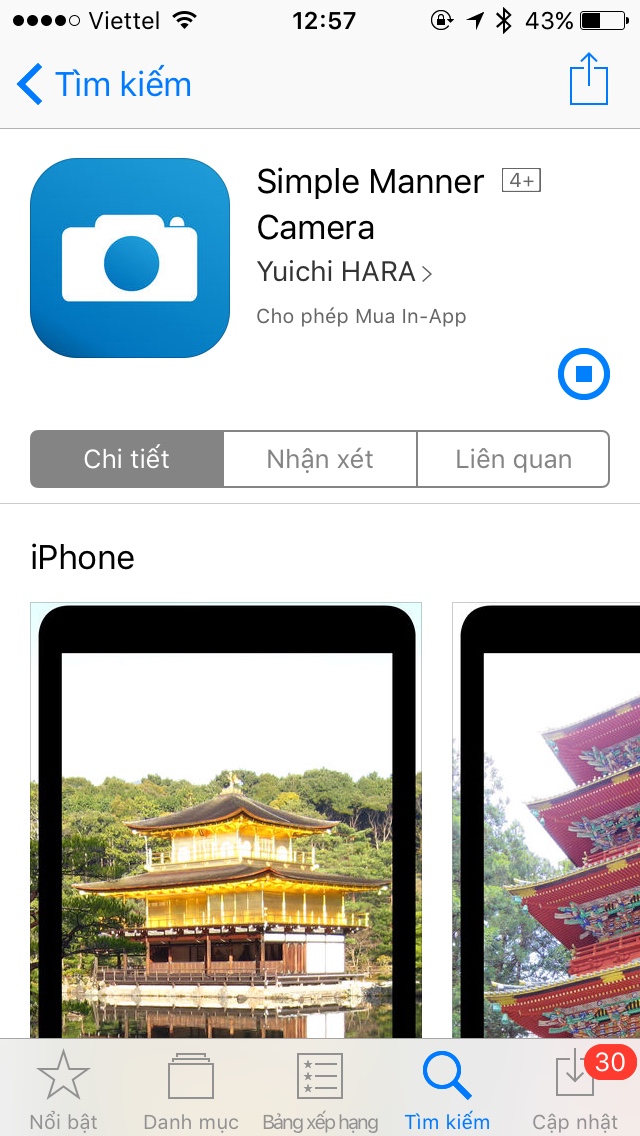 Viettel 12:57 43%
Tìm kiếm
Simple Manner 4+
Camera
Yuichi HARA
Cho phép Mua In-App
Chi tiết Nhận xét Liên quan
iPhone
30
Nổi bật Danh mục Bảng xếp hạng Tìm kiếm Cập nhật